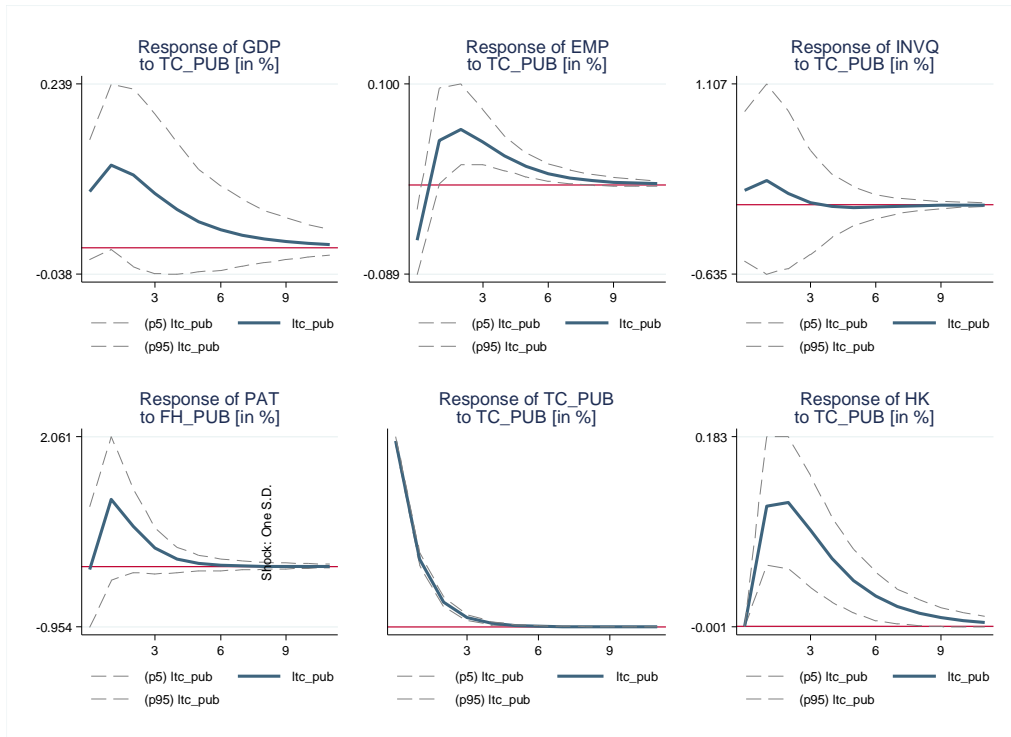 Response of GDP
to TC_PUB [in %]
0.239
-0.038
3 6 9
(p5) ltc_pub ltc_pub
(p95) ltc_pub
Response of EMP
to TC_PUB [in %]
0.100
-0.089
3 6 9
(p5) ltc_pub ltc_pub
(p95) ltc_pub
Response of INVQ
to TC_PUB [in %]
1.107
-0.635
3 6 9
(p5) ltc_pub ltc_pub
(p95) ltc_pub
Response of PAT
to FH_PUB [in %]
2.061
-0.954
3 6 9
(p5) ltc_pub ltc_pub
(p95) ltc_pub
Shock: One S.D.
Response of TC_PUB
to TC_PUB [in %]
3 6 9
(p5) ltc_pub ltc_pub
(p95) ltc_pub
Response of HK
to TC_PUB [in %]
0.183
-0.001
3 6 9
(p5) ltc_pub ltc_pub
(p95) ltc_pub